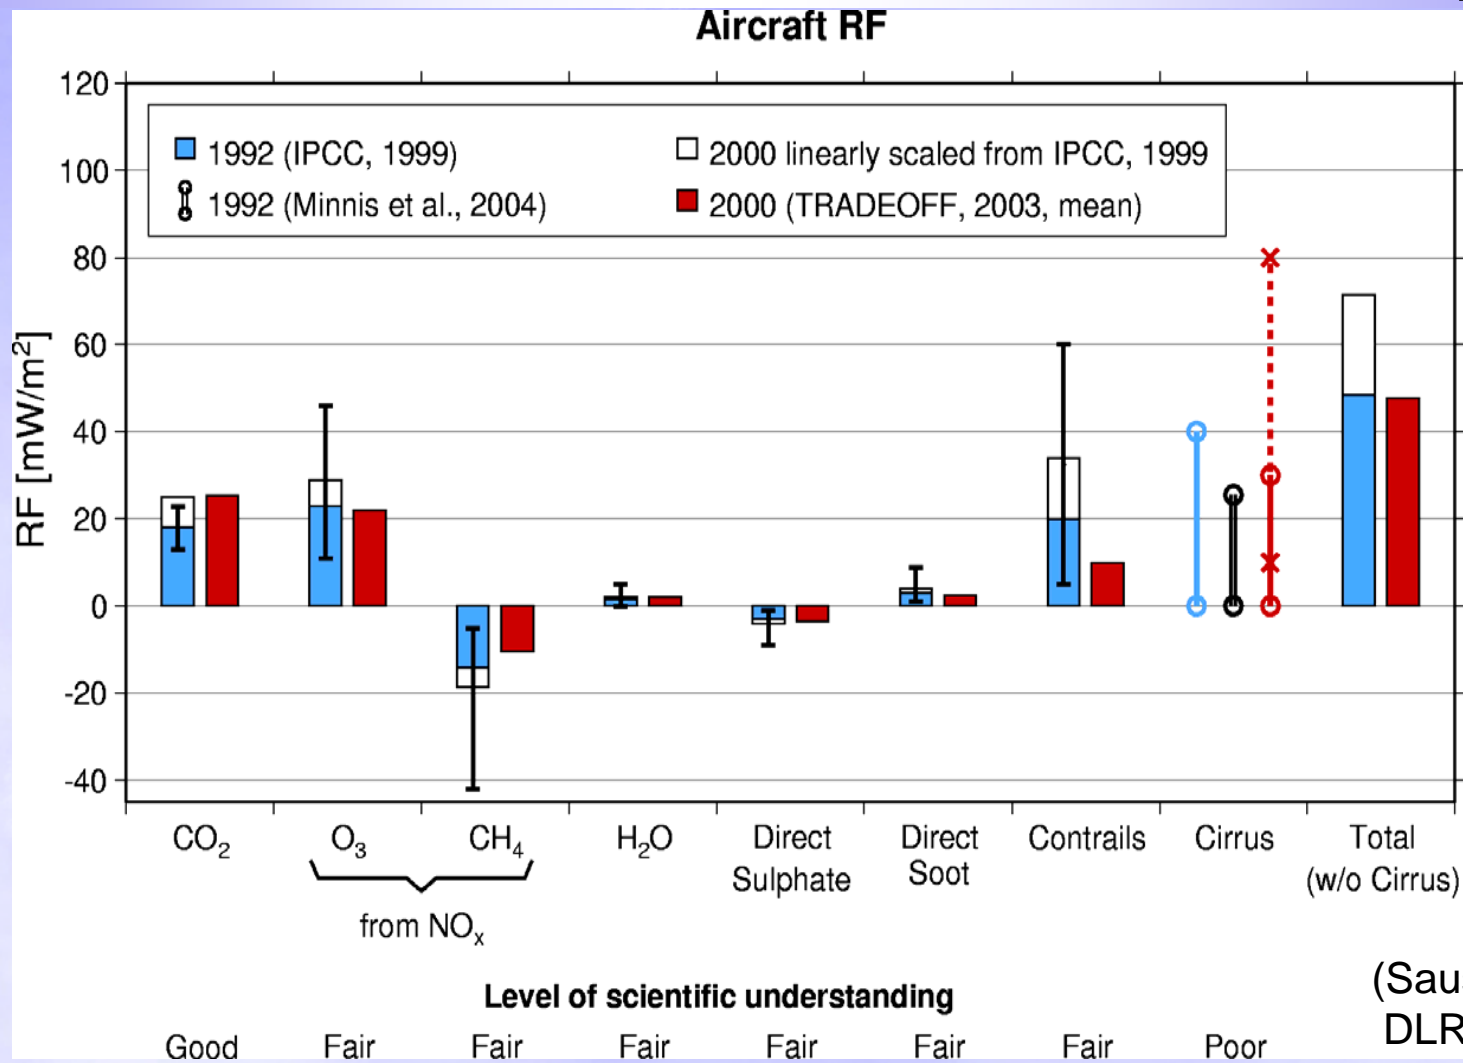 Aircraft RF
120
100
80
60
40
20
0
-20
-40
RF [mW/m²]
1992 (IPCC, 1999)
2000 linearly scaled from IPCC, 1999
1992 (Minnis et al., 2004)
2000 (TRADEOFF, 2003, mean)
CO₂ O₃ CH₄ H₂O Direct Direct Contrails Cirrus Total
Sulphate Soot (w/o Cirrus)
from NOₓ
(Sau
DLR
Level of scientific understanding
Good Fair Fair Fair Fair Fair Fair Poor